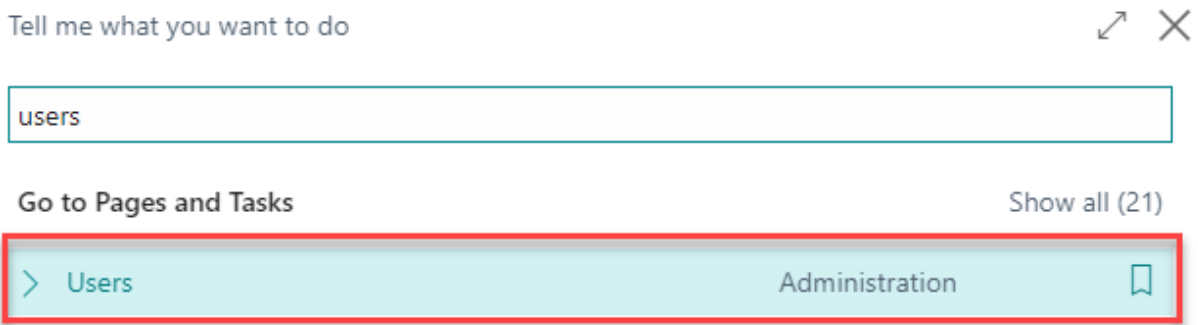 Tell me what you want to do
users
Go to Pages and Tasks Show all (21)
Users Administration